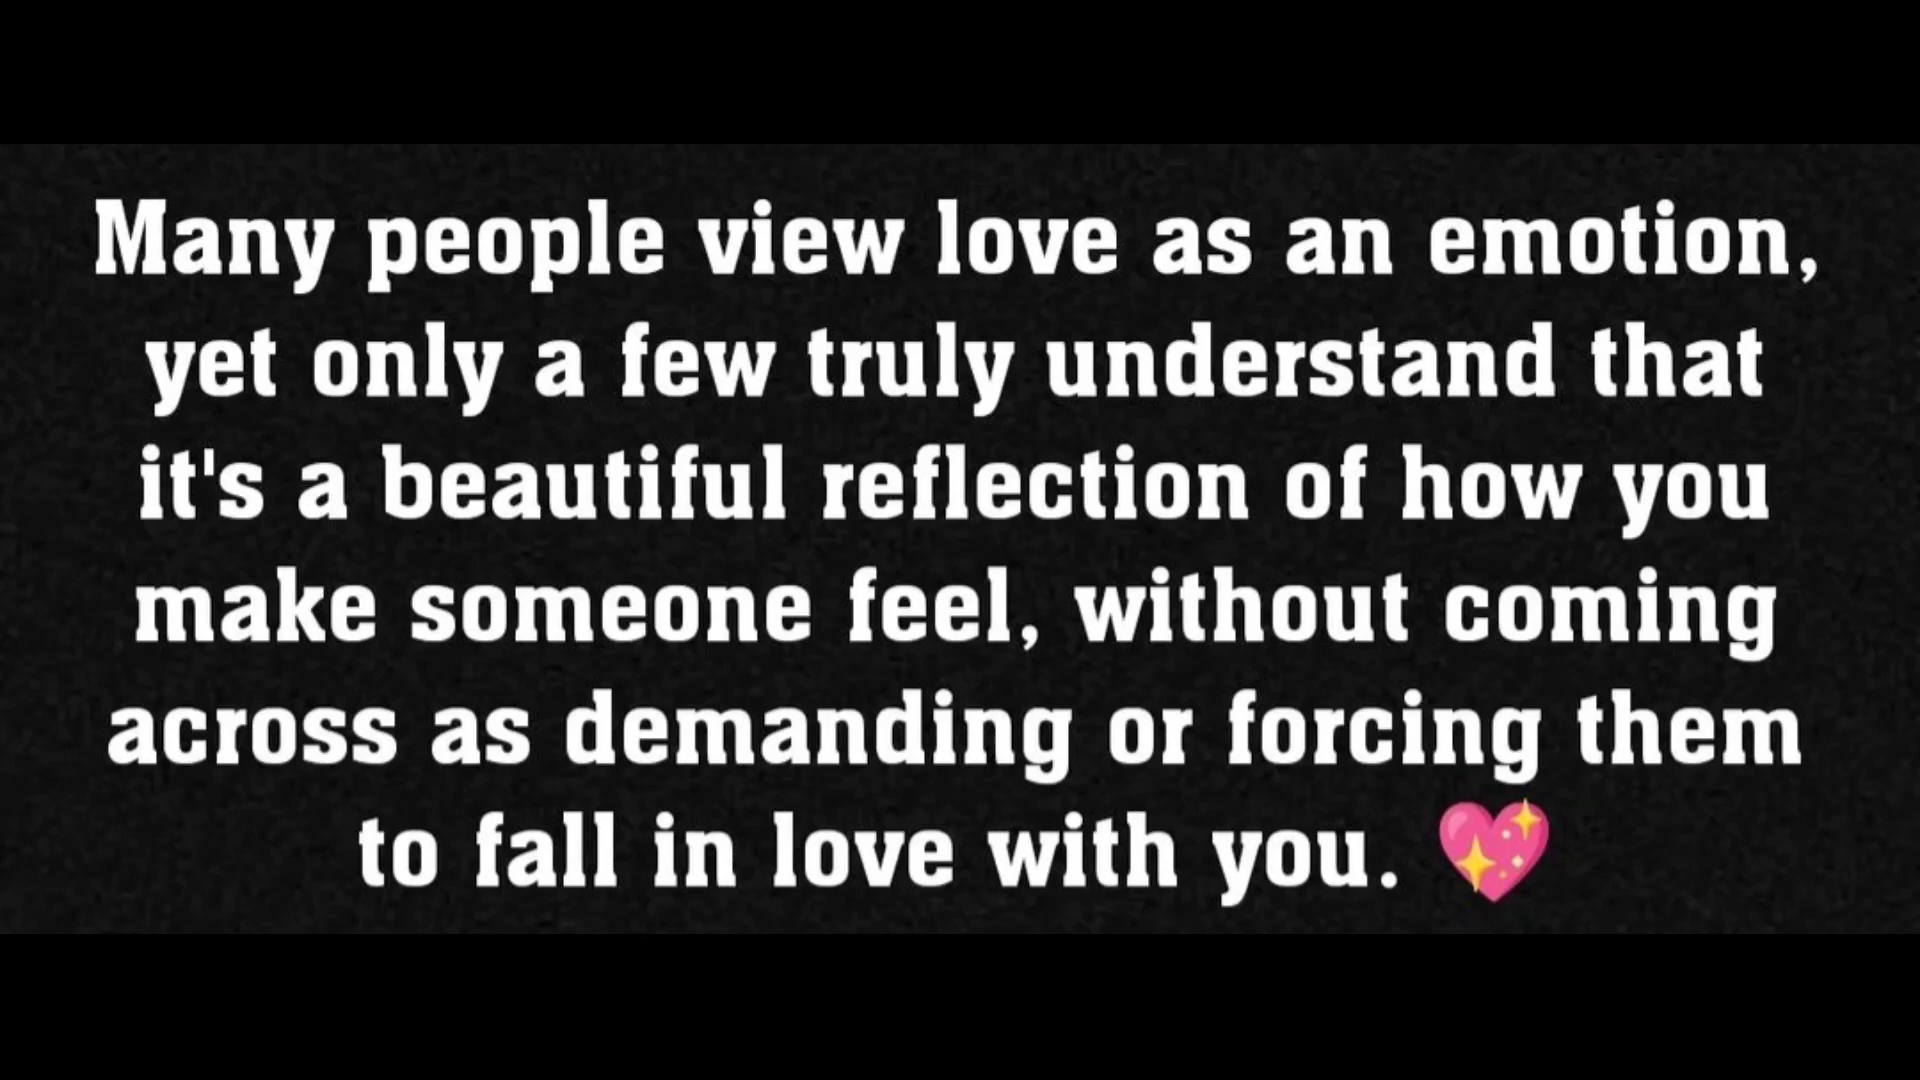 Many people view love as an emotion,
yet only a few truly understand that
it's a beautiful reflection of how you
make someone feel, without coming
across as demanding or forcing them
to fall in love with you. 💖